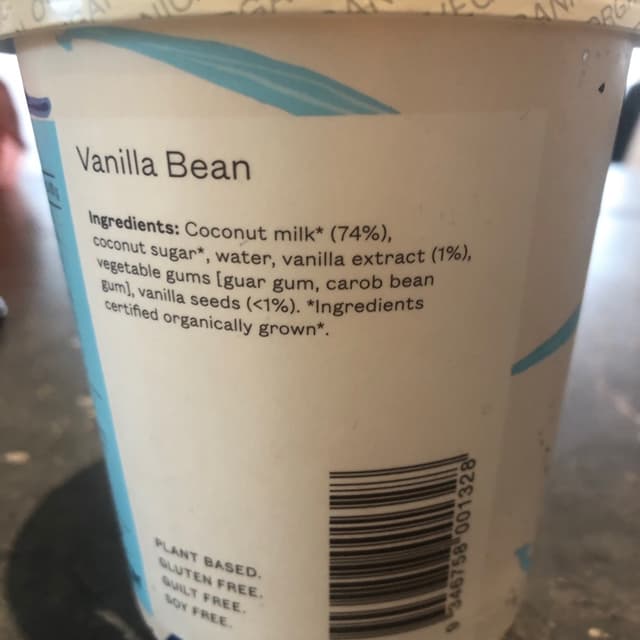 Vanilla Bean
Ingredients: Coconut milk* (74%),
coconut sugar*, water, vanilla extract (1%),
vegetable gums [guar gum, carob bean
gum], vanilla seeds (<1%). *Ingredients
certified organically grown*.
PLANT BASED.
GLUTEN FREE.
GUILT FREE.
SOY FREE.
9 346758 001328